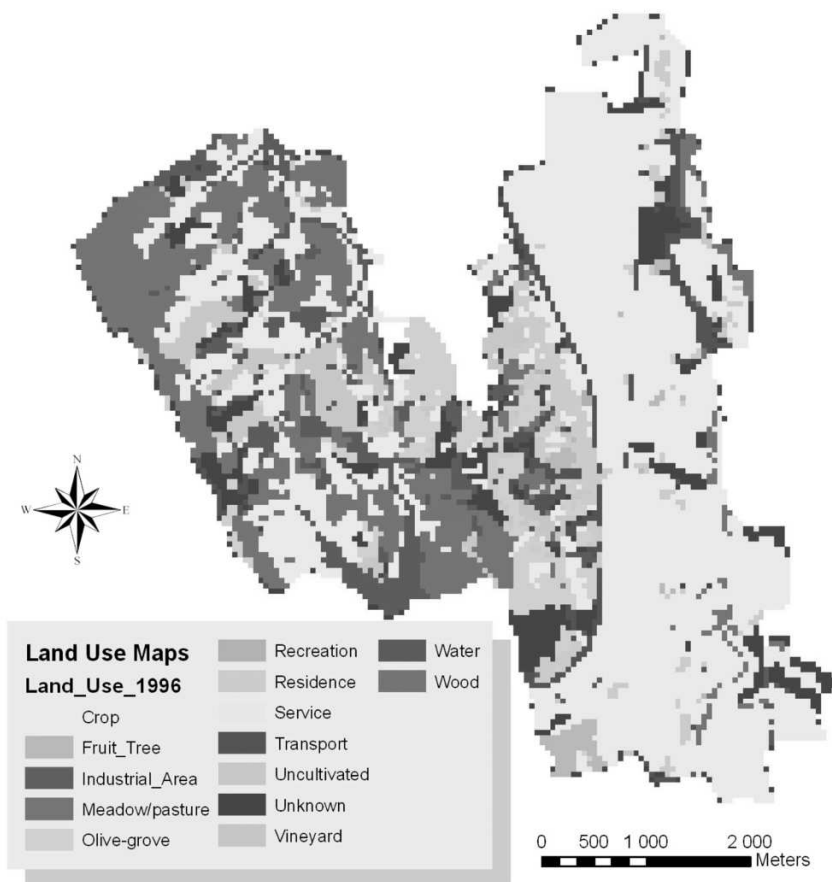 N
W E
S
Land Use Maps
Land_Use_1996
Crop
Fruit_Tree
Industrial_Area
Meadow/pasture
Olive-grove
Recreation
Residence
Service
Transport
Uncultivated
Unknown
Vineyard
Water
Wood
0 500 1 000 2 000
Meters